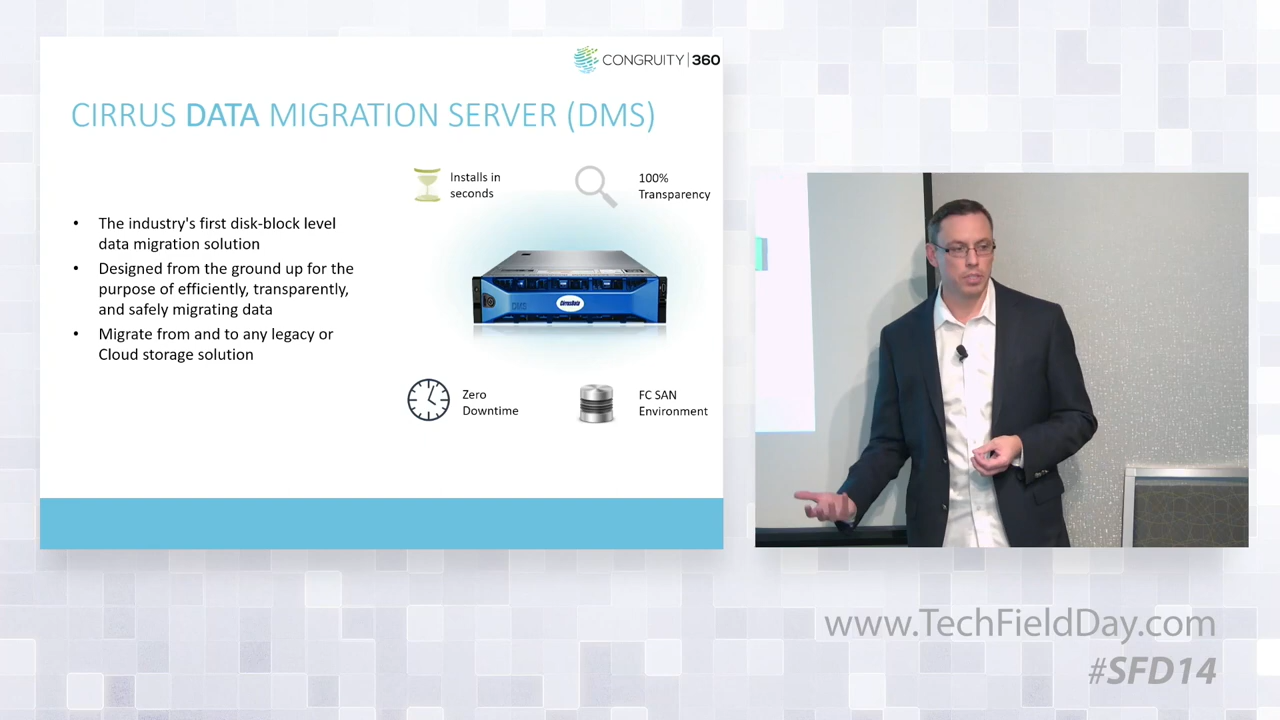 CONGRUITY|360
CIRRUS DATA MIGRATION SERVER (DMS)
Installs in
seconds
100%
Transparency
• The industry's first disk-block level
data migration solution
• Designed from the ground up for the
purpose of efficiently, transparently,
and safely migrating data
• Migrate from and to any legacy or
Cloud storage solution
DMS
CirrusData
Zero
Downtime
FC SAN
Environment
www.TechFieldDay.com
#SFD14